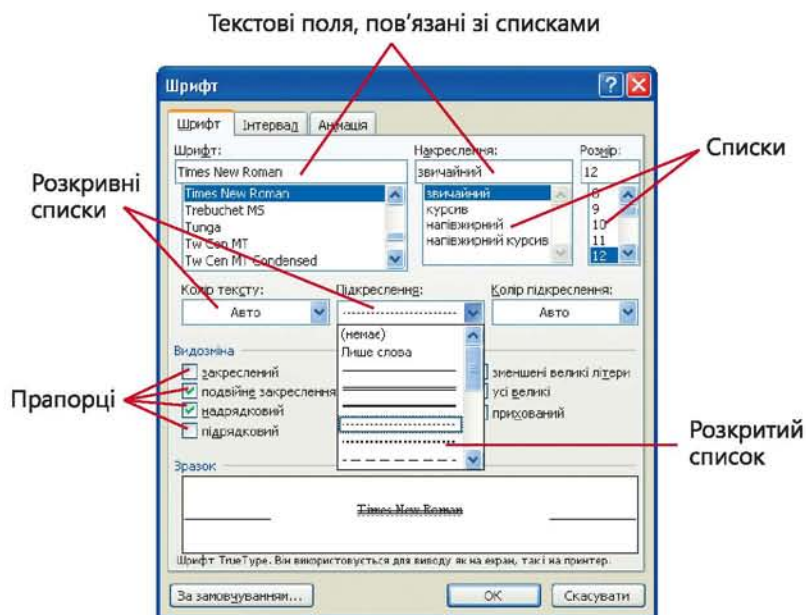 Текстові поля, пов’язані зі списками
Шрифт
Шрифт Інтервал Анімація
Шрифт: Накреслення: Розмір:
Times New Roman звичайний 12
Times New Roman
Trebuchet MS
Tunga
Tw Cen MT
Tw Cen MT Condensed
звичайний
курсив
напівжирний
напівжирний курсив
8
9
10
11
12
Списки
Розкривні
списки
Колір тексту: Підкреслення: Колір підкреслення:
Авто Авто
(немає)
Лише слова
Видозміна
закреслений
подвійне закреслення
надрядковий
підрядковий
зменшені великі літери
усі великі
прихований
Прапорці
Розкритий
список
Зразок
Times New Roman
Шрифт TrueType. Він використовується для виводу як на екран, так і на принтер.
За замовчуванням... ОК Скасувати